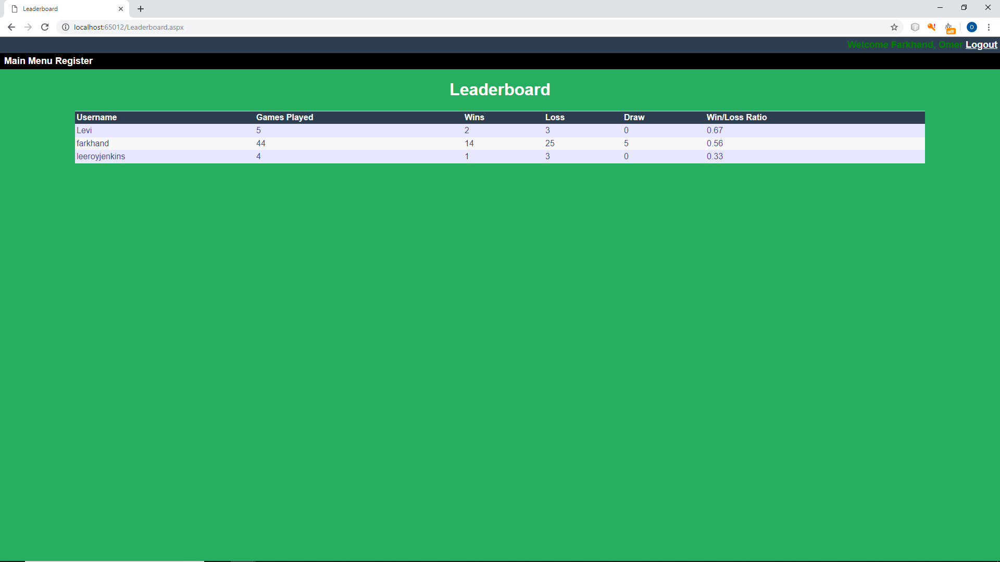 Leaderboard
localhost:65012/Leaderboard.aspx
off
O
Welcome Farkhand, Omer Logout
Main Menu Register
Leaderboard
Username Games Played Wins Loss Draw Win/Loss Ratio
Levi 5 2 3 0 0.67
farkhand 44 14 25 5 0.56
leeroyjenkins 4 1 3 0 0.33